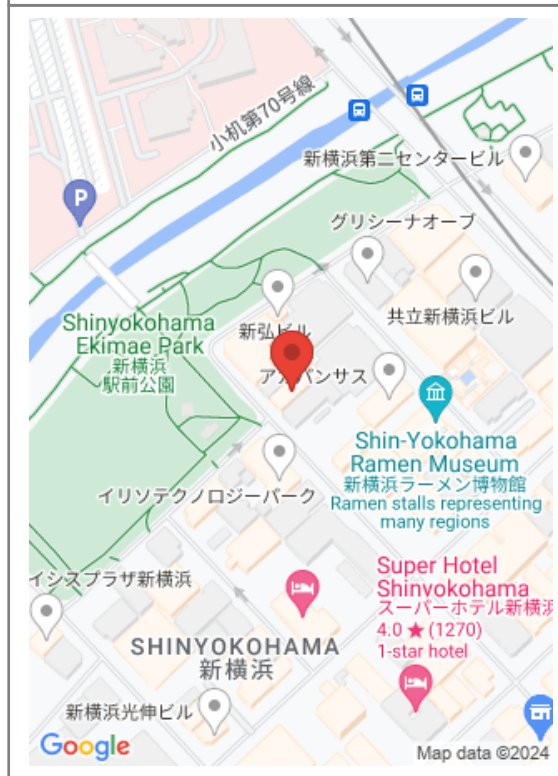 小机第70号線
新横浜第二センタービル
P
グリシーナオーブ
共立新横浜ビル
Shinyokohama
Ekimae Park
新横浜
駅前公園
新弘ビル
アルバンサス
Shin-Yokohama
Ramen Museum
新横浜ラーメン博物館
Ramen stalls representing
many regions
イリソテクノロジーパーク
Super Hotel
Shinyokohama
スーパーホテル新横浜
4.0 ★ (1270)
1-star hotel
イシスプラザ新横浜
SHINYOKOHAMA
新横浜
新横浜光伸ビル
Google
Map data ©2024